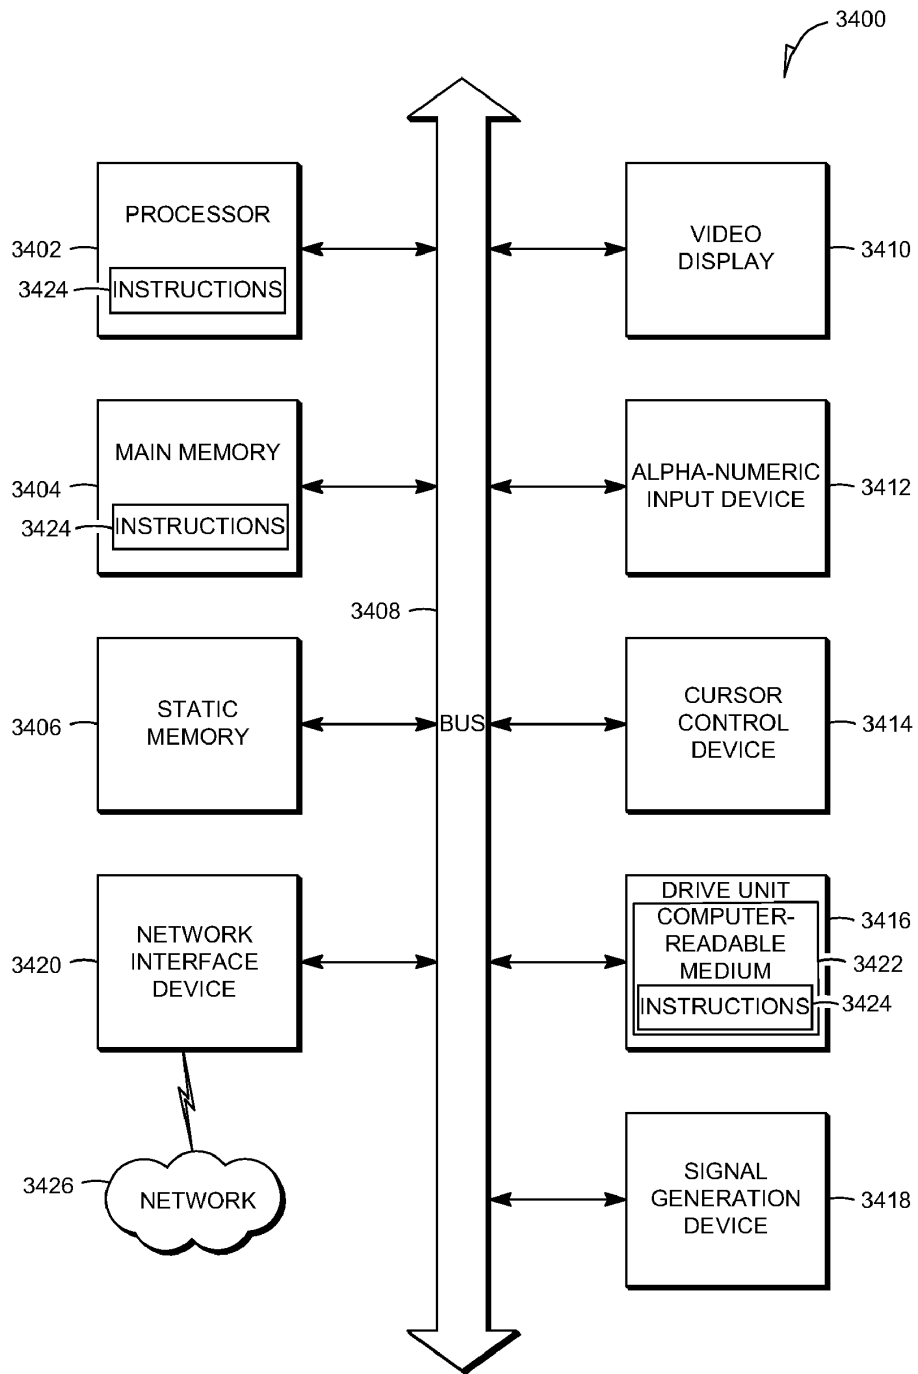 3400
PROCESSOR
3402
3424
INSTRUCTIONS
VIDEO
DISPLAY
3410
MAIN MEMORY
3404
3424
INSTRUCTIONS
ALPHA-NUMERIC
INPUT DEVICE
3412
3408
STATIC
MEMORY
3406
BUS
CURSOR
CONTROL
DEVICE
3414
NETWORK
INTERFACE
DEVICE
3420
DRIVE UNIT
3416
COMPUTER-
READABLE
MEDIUM
3422
INSTRUCTIONS
3424
3426
NETWORK
SIGNAL
GENERATION
DEVICE
3418